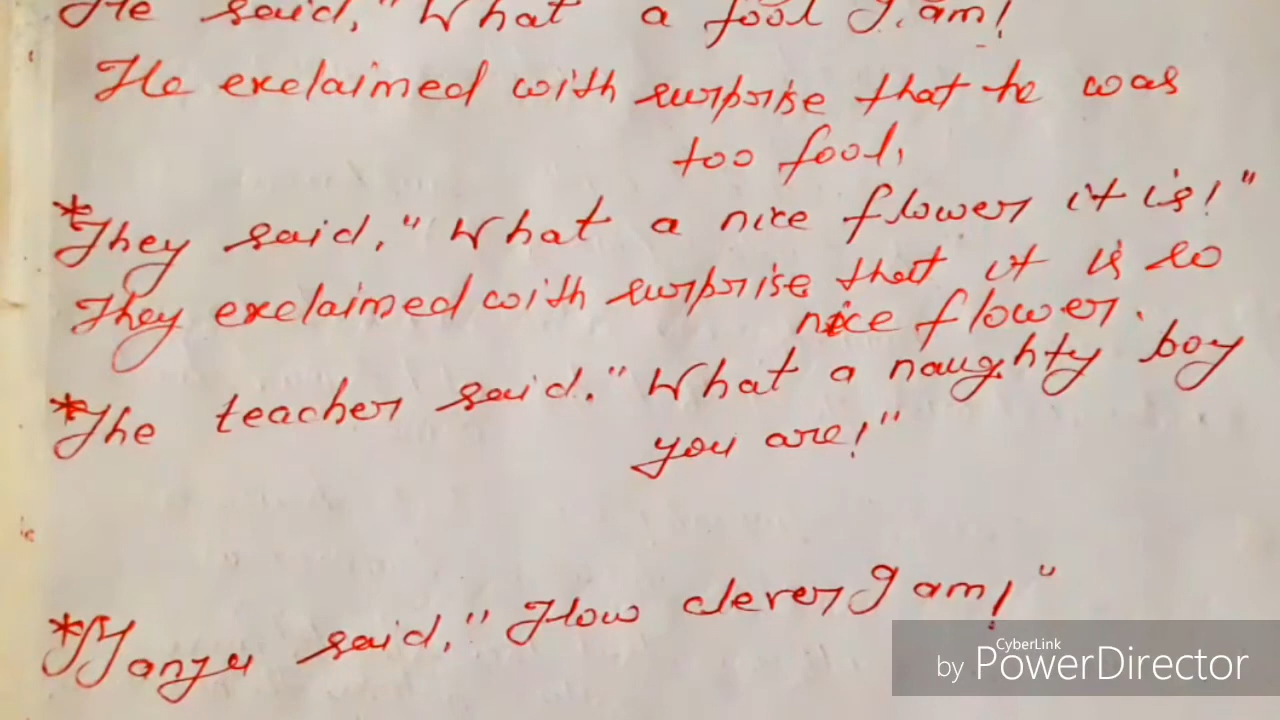 He said, "What a fool I am!
He exclaimed with surprise that he was
too fool,
*They said, "What a nice flower it is!"
They exclaimed with surprise that it is so
nice flower.
*The teacher said. "What a naughty boy
you are!"
*Manju said, "How clever I am!"
CyberLink
by PowerDirector